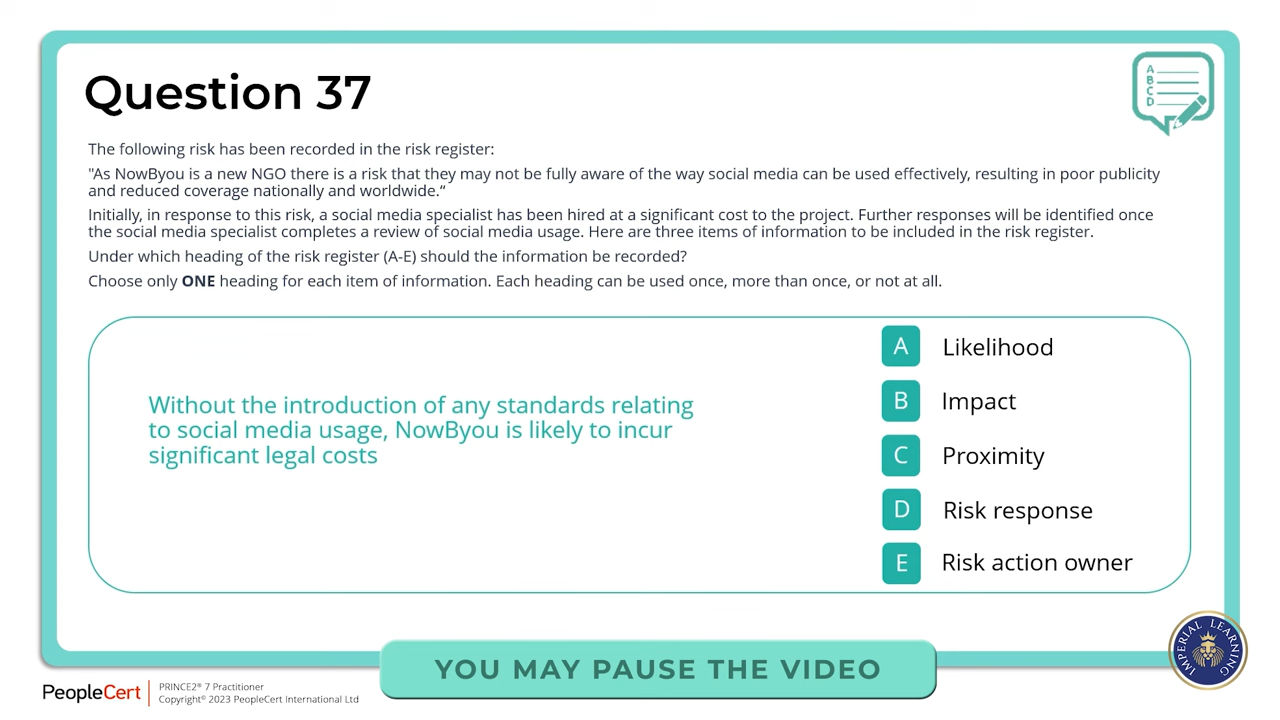 Question 37
A
B
C
D
The following risk has been recorded in the risk register:
"As NowByou is a new NGO there is a risk that they may not be fully aware of the way social media can be used effectively, resulting in poor publicity
and reduced coverage nationally and worldwide.“
Initially, in response to this risk, a social media specialist has been hired at a significant cost to the project. Further responses will be identified once
the social media specialist completes a review of social media usage. Here are three items of information to be included in the risk register.
Under which heading of the risk register (A-E) should the information be recorded?
Choose only ONE heading for each item of information. Each heading can be used once, more than once, or not at all.
Without the introduction of any standards relating
to social media usage, NowByou is likely to incur
significant legal costs
A Likelihood
B Impact
C Proximity
D Risk response
E Risk action owner
YOU MAY PAUSE THE VIDEO
IMPERIAL LEARNING
PeopleCert
PRINCE2® 7 Practitioner
Copyright© 2023 PeopleCert International Ltd